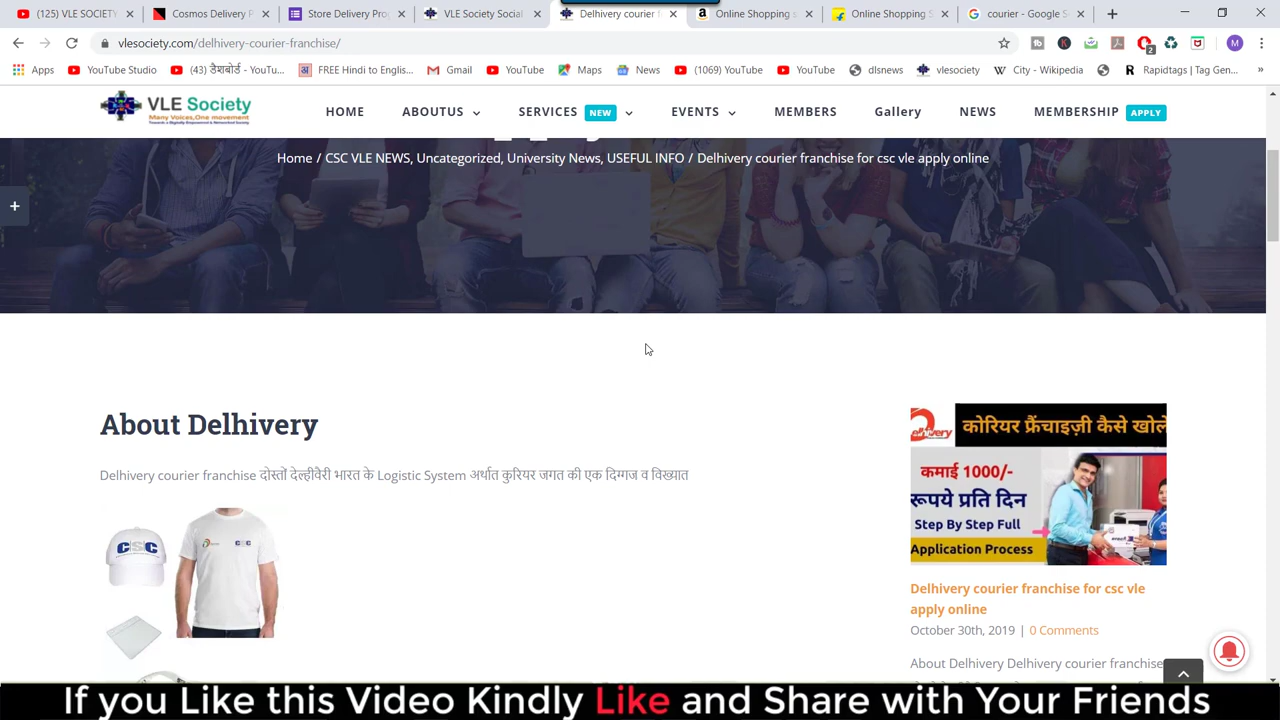 (125) VLE SOCIETY
Cosmos Delivery P
Store Delivery Prog
VLE Society Social
Delhivery courier f
Online Shopping s
Online Shopping S
courier - Google Se
vlesociety.com/delhivery-courier-franchise/
2
M
Apps
YouTube Studio
(43) डैशबोर्ड - YouTu...
FREE Hindi to Englis...
Gmail
YouTube
Maps
News
(1069) YouTube
YouTube
dlsnews
vlesociety
City - Wikipedia
Rapidtags | Tag Gen...
VLE Society
Many Voices,One movement
HOME
ABOUTUS
SERVICES NEW
EVENTS
MEMBERS
Gallery
NEWS
MEMBERSHIP APPLY
Home / CSC VLE NEWS, Uncategorized, University News, USEFUL INFO / Delhivery courier franchise for csc vle apply online
About Delhivery
Delhivery courier franchise दोस्तों देल्हीवैरी भारत के Logistic System अर्थात कुरियर जगत की एक दिग्गज व विख्यात
CSC
CSC
कोरियर फ्रैंचाइज़ी कैसे खोले
कमाई 1000/-
रूपये प्रति दिन
Step By Step Full
Application Process
Delhivery courier franchise for csc vle
apply online
October 30th, 2019 | 0 Comments
About Delhivery Delhivery courier franchise
If you Like this Video Kindly Like and Share with Your Friends